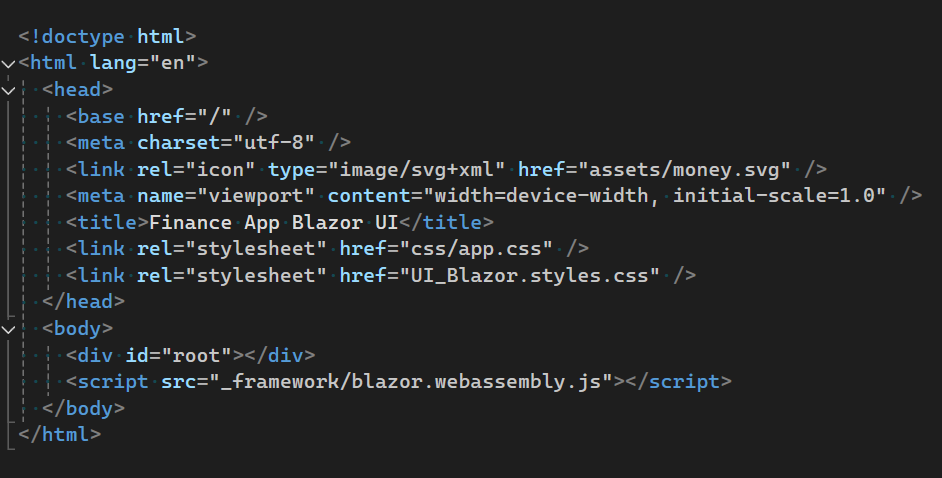 <!doctype html>
<html lang="en">
<head>
<base href="/" />
<meta charset="utf-8" />
<link rel="icon" type="image/svg+xml" href="assets/money.svg" />
<meta name="viewport" content="width=device-width, initial-scale=1.0" />
<title>Finance App Blazor UI</title>
<link rel="stylesheet" href="css/app.css" />
<link rel="stylesheet" href="UI_Blazor.styles.css" />
</head>
<body>
<div id="root"></div>
<script src="_framework/blazor.webassembly.js"></script>
</body>
</html>